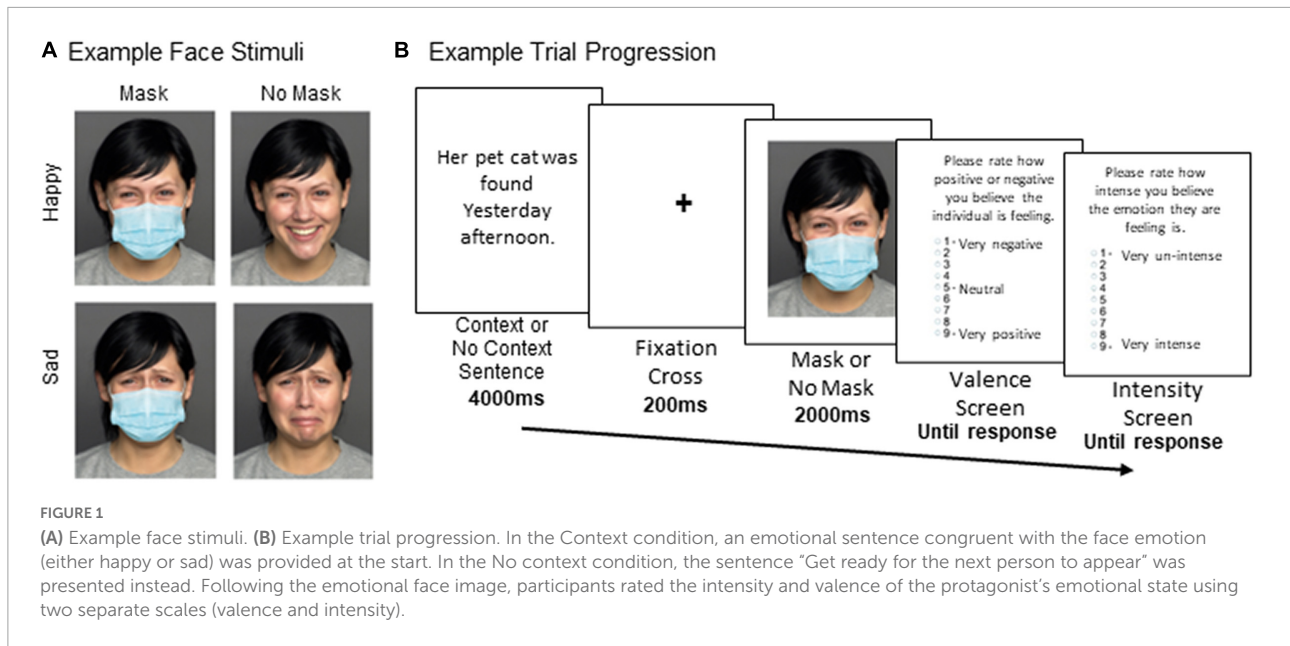 A Example Face Stimuli
Mask No Mask
Happy
Sad
B Example Trial Progression
Her pet cat was
found
Yesterday
afternoon.
Context or
No Context
Sentence
4000ms
+
Fixation
Cross
200ms
Mask or
No Mask
2000ms
Please rate how
positive or negative
you believe the
individual is feeling.
1- Very negative
2
3
4
5- Neutral
6
7
8
9- Very positive
Valence
Screen
Until response
Please rate how
intense you believe
the emotion they are
feeling is.
1- Very un-intense
2
3
4
5
6
7
8
9- Very intense
Intensity
Screen
Until response
FIGURE 1
(A) Example face stimuli. (B) Example trial progression. In the Context condition, an emotional sentence congruent with the face emotion
(either happy or sad) was provided at the start. In the No context condition, the sentence “Get ready for the next person to appear” was
presented instead. Following the emotional face image, participants rated the intensity and valence of the protagonist’s emotional state using
two separate scales (valence and intensity).